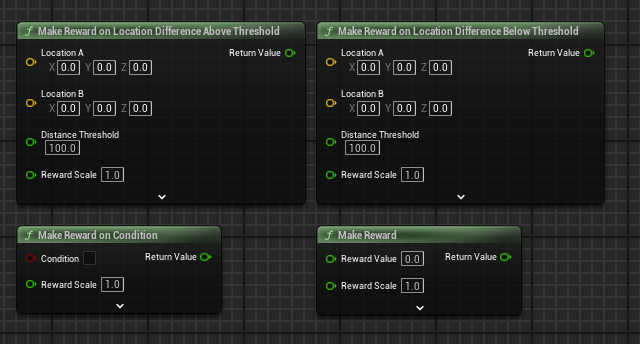 Make Reward on Location Difference Above Threshold
Location A
Return Value
X 0.0 Y 0.0 Z 0.0
Location B
X 0.0 Y 0.0 Z 0.0
Distance Threshold
100.0
Reward Scale 1.0
Make Reward on Location Difference Below Threshold
Location A
Return Value
X 0.0 Y 0.0 Z 0.0
Location B
X 0.0 Y 0.0 Z 0.0
Distance Threshold
100.0
Reward Scale 1.0
Make Reward on Condition
Condition Return Value
Reward Scale 1.0
Make Reward
Reward Value 0.0 Return Value
Reward Scale 1.0